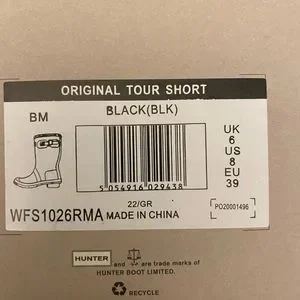 ORIGINAL TOUR SHORT
BM
BLACK(BLK)
UK
6
US
8
EU
39
5 054916 029438
22/GR
WFS1026RMA MADE IN CHINA
PO20001496
HUNTER and are trade marks of
HUNTER BOOT LIMITED.
RECYCLE